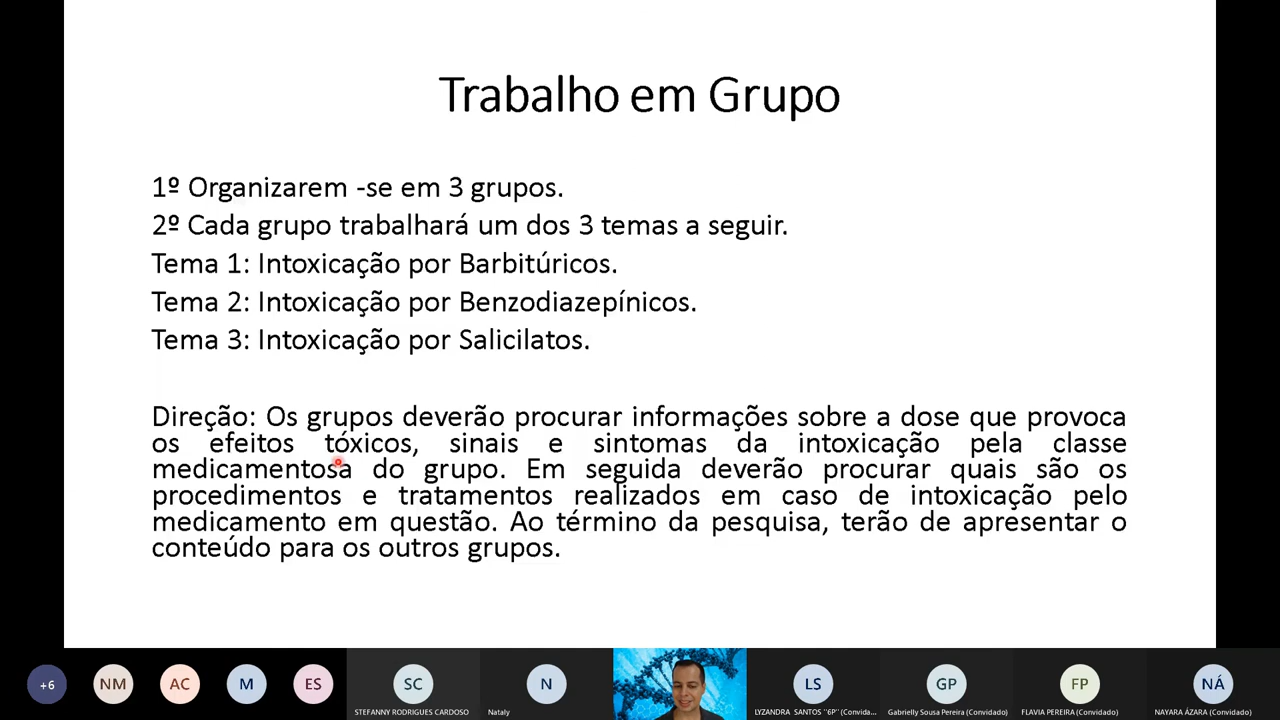 Trabalho em Grupo
1º Organizarem -se em 3 grupos.
2º Cada grupo trabalhará um dos 3 temas a seguir.
Tema 1: Intoxicação por Barbitúricos.
Tema 2: Intoxicação por Benzodiazepínicos.
Tema 3: Intoxicação por Salicilatos.
Direção: Os grupos deverão procurar informações sobre a dose que provoca
os efeitos tóxicos, sinais e sintomas da intoxicação pela classe
medicamentosa do grupo. Em seguida deverão procurar quais são os
procedimentos e tratamentos realizados em caso de intoxicação pelo
medicamento em questão. Ao término da pesquisa, terão de apresentar o
conteúdo para os outros grupos.
+6
NM
AC
M
ES
SC
N
LS
GP
FP
NÁ
STEFANNY RODRIGUES CARDOSO
Nataly
LYZANDRA SANTOS "6P" (Convida...
Gabrielly Sousa Pereira (Convidado)
FLAVIA PEREIRA (Convidado)
NAYARA ÁZARA (Convidado)